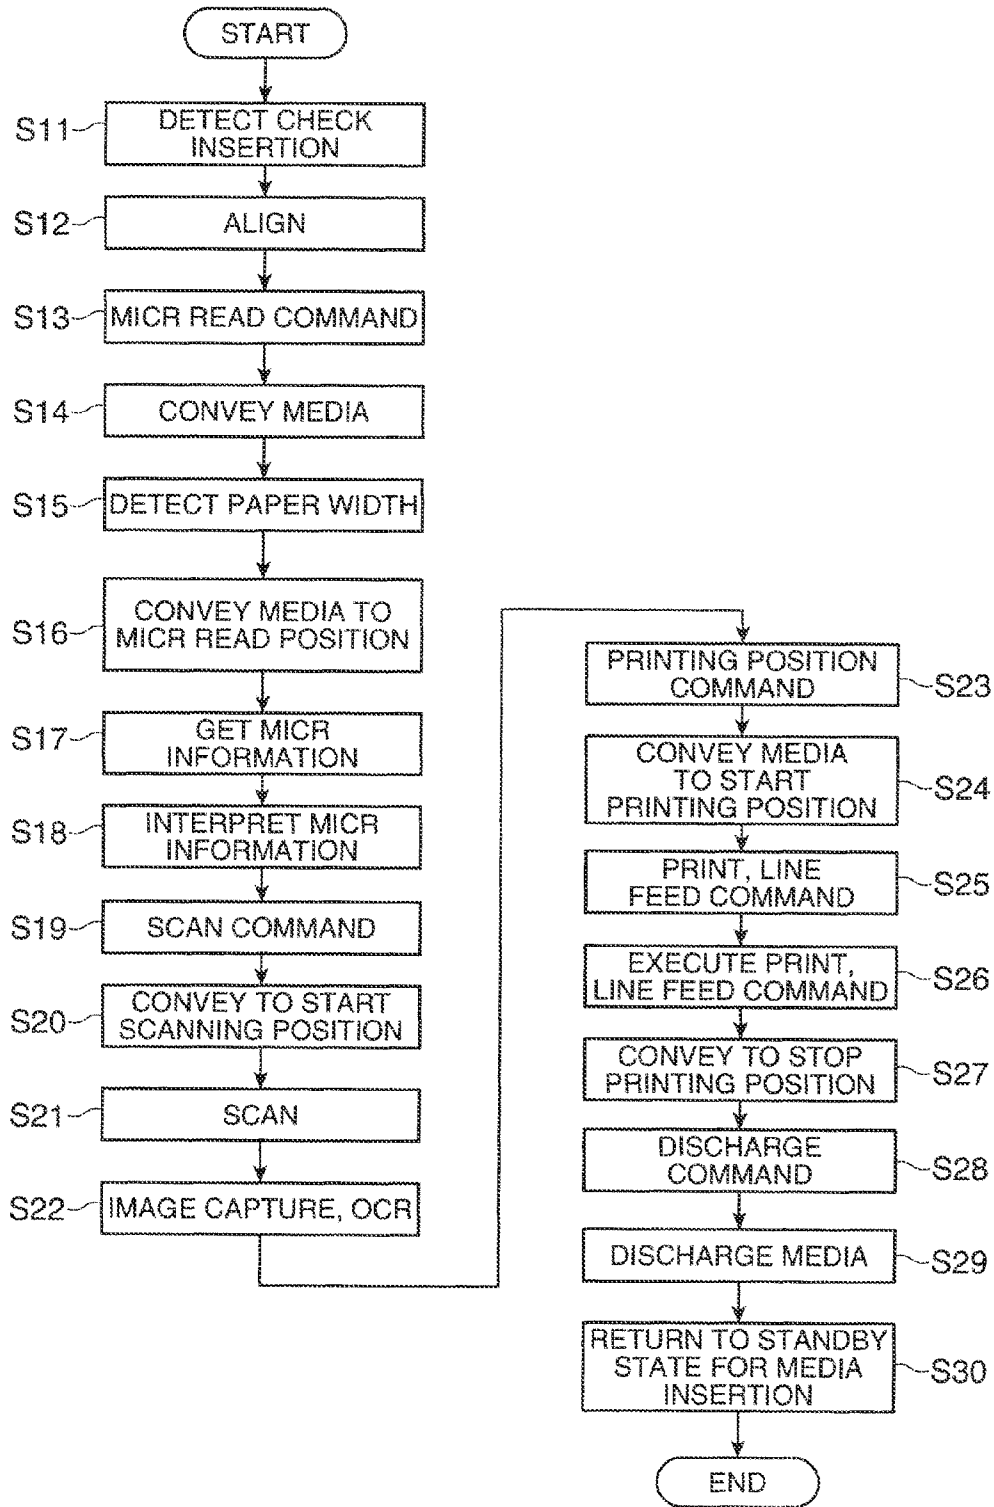 START
S11
DETECT CHECK
INSERTION
S12
ALIGN
S13
MICR READ COMMAND
S14
CONVEY MEDIA
S15
DETECT PAPER WIDTH
S16
CONVEY MEDIA TO
MICR READ POSITION
S17
GET MICR
INFORMATION
S18
INTERPRET MICR
INFORMATION
S19
SCAN COMMAND
S20
CONVEY TO START
SCANNING POSITION
S21
SCAN
S22
IMAGE CAPTURE, OCR
PRINTING POSITION
COMMAND
S23
CONVEY MEDIA
TO START
PRINTING POSITION
S24
PRINT, LINE
FEED COMMAND
S25
EXECUTE PRINT,
LINE FEED COMMAND
S26
CONVEY TO STOP
PRINTING POSITION
S27
DISCHARGE
COMMAND
S28
DISCHARGE MEDIA
S29
RETURN TO STANDBY
STATE FOR MEDIA
INSERTION
S30
END